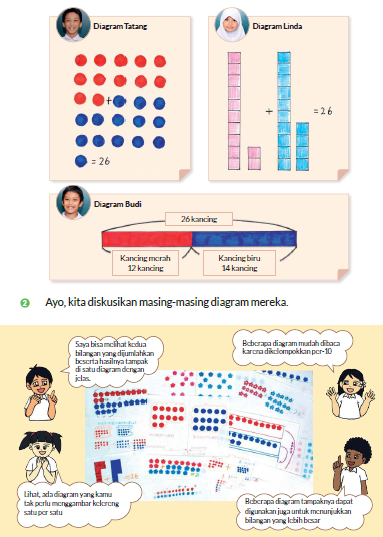 Diagram Tatang
+
= 26
Diagram Linda
+
= 26
Diagram Budi
26 kancing
Kancing merah
12 kancing
Kancing biru
14 kancing
2 Ayo, kita diskusikan masing-masing diagram mereka.
Saya bisa melihat kedua
bilangan yang dijumlahkan
beserta hasilnya tampak
di satu diagram dengan
jelas.
Beberapa diagram mudah dibaca
karena dikelompokkan per-10
Lihat, ada diagram yang kamu
tak perlu menggambar kelereng
satu per satu
Beberapa diagram tampaknya dapat
digunakan juga untuk menunjukkan
bilangan yang lebih besar